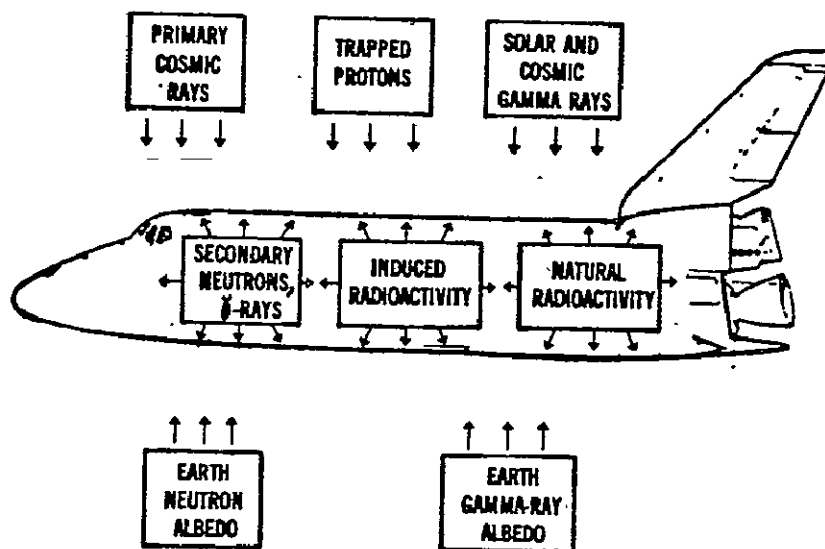 PRIMARY
COSMIC
RAYS
TRAPPED
PROTONS
SOLAR AND
COSMIC
GAMMA RAYS
SECONDARY
NEUTRONS,
γ-RAYS
INDUCED
RADIOACTIVITY
NATURAL
RADIOACTIVITY
EARTH
NEUTRON
ALBEDO
EARTH
GAMMA-RAY
ALBEDO